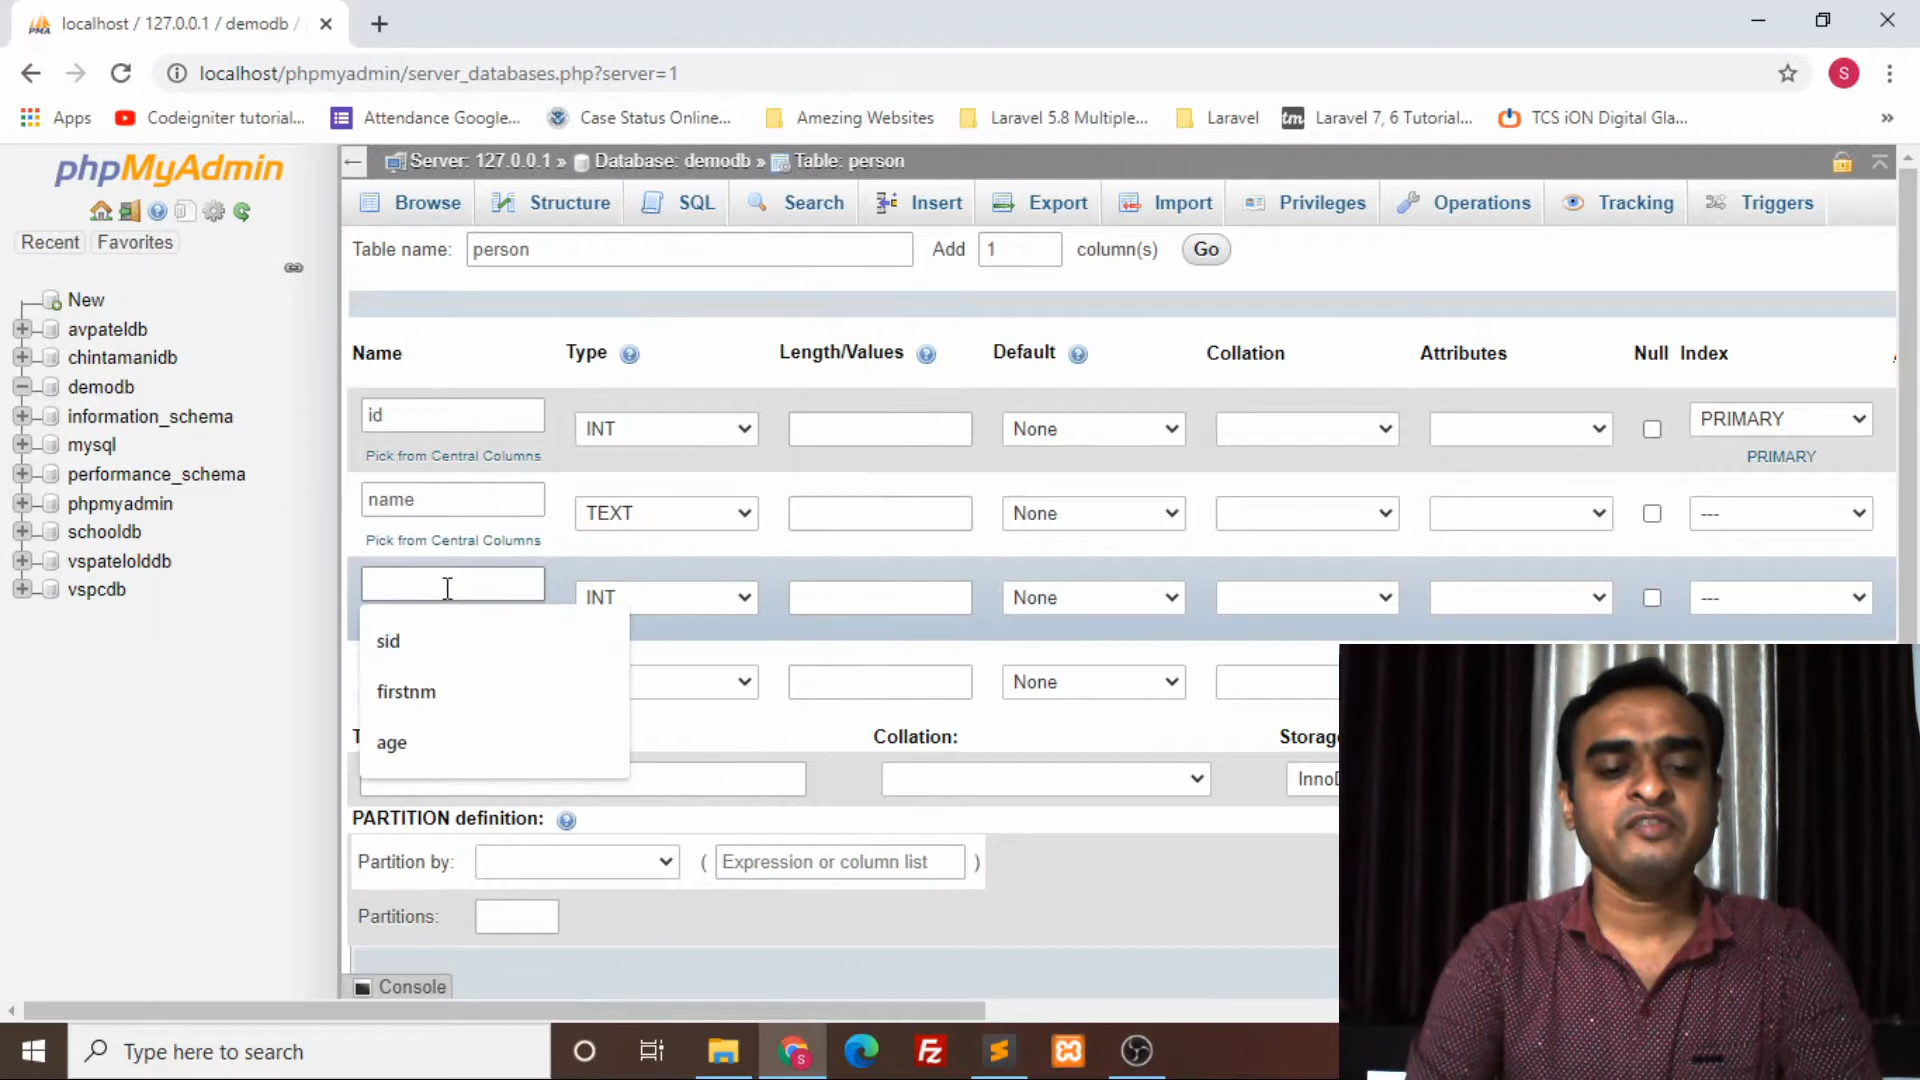 localhost / 127.0.0.1 / demodb /
localhost/phpmyadmin/server_databases.php?server=1
S
Apps
Codeigniter tutorial...
Attendance Google...
Case Status Online...
Amezing Websites
Laravel 5.8 Multiple...
Laravel
Laravel 7, 6 Tutorial...
TCS iON Digital Gla...
phpMyAdmin
Recent
Favorites
New
avpateldb
chintamanidb
demodb
information_schema
mysql
performance_schema
phpmyadmin
schooldb
vspatelolddb
vspcdb
Server: 127.0.0.1 » Database: demodb » Table: person
Browse
Structure
SQL
Search
Insert
Export
Import
Privileges
Operations
Tracking
Triggers
Table name: person Add 1 column(s) Go
Name Type Length/Values Default Collation Attributes Null Index
id INT None PRIMARY
Pick from Central Columns PRIMARY
name TEXT None ---
Pick from Central Columns
INT None ---
sid
firstnm
age
None
Collation:
Storag
InnoD
PARTITION definition:
Partition by: ( Expression or column list )
Partitions:
Console
Type here to search